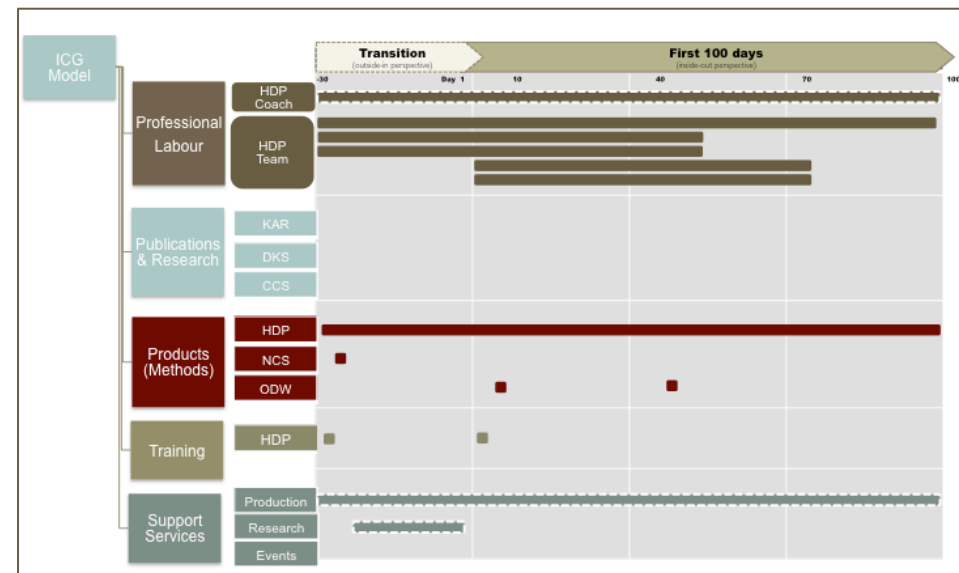 ICG
Model
Transition
(outside-in perspective)
First 100 days
(inside-out perspective)
-30
Day 1
10
40
70
100
Professional
Labour
HDP
Coach
HDP
Team
Publications
& Research
KAR
DKS
CCS
Products
(Methods)
HDP
NCS
ODW
Training
HDP
Support
Services
Production
Research
Events